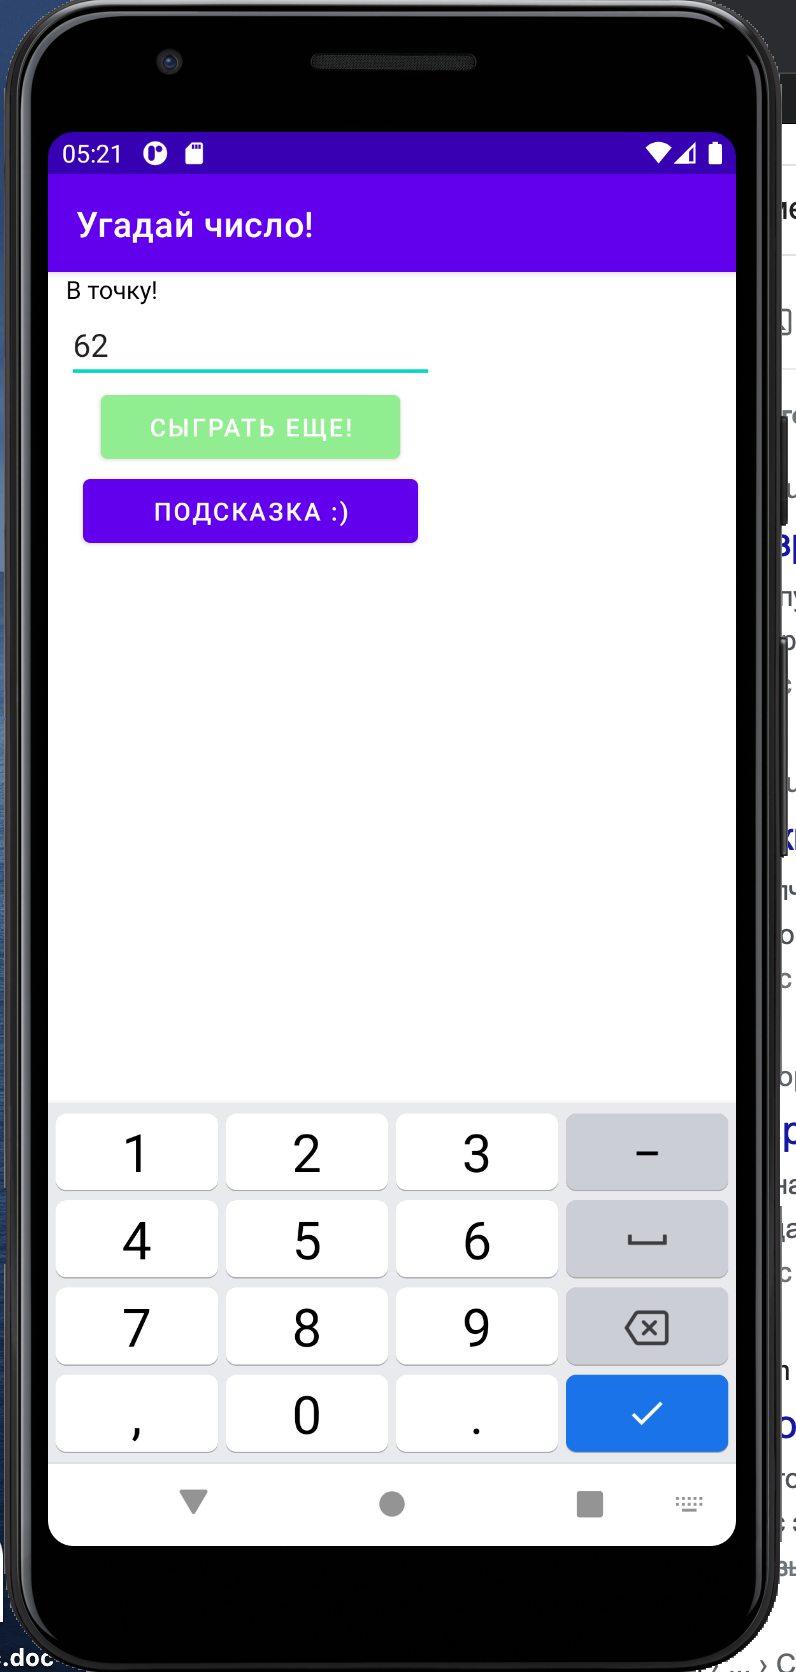 05:21
Угадай число!
В точку!
62
СЫГРАТЬ ЕЩЕ!
ПОДСКАЗКА :)
1 2 3 –
4 5 6
7 8 9
, 0 .
.doc